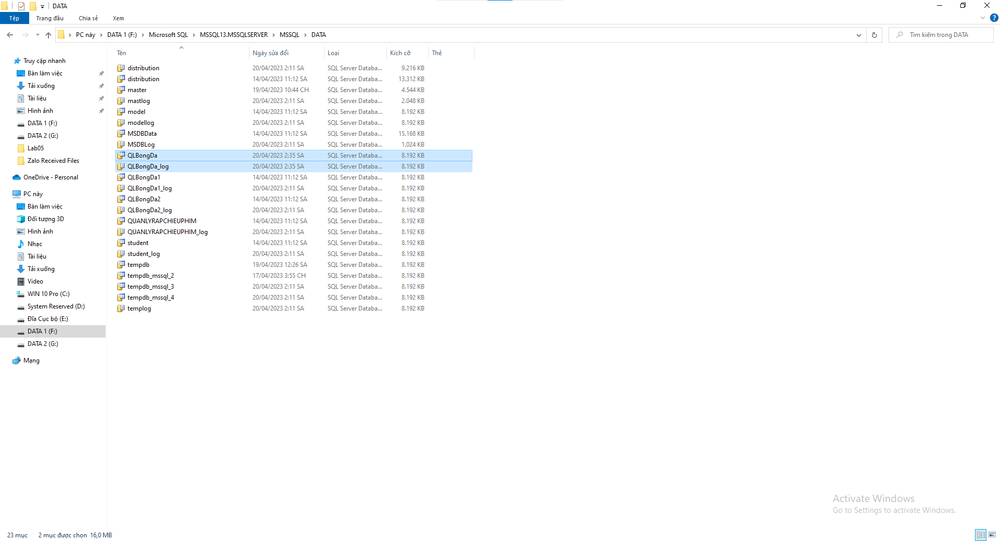 DATA
Tệp Trang đầu Chia sẻ Xem
PC này DATA 1 (F:) Microsoft SQL MSSQL13.MSSQLSERVER MSSQL DATA
Tìm kiếm trong DATA
Truy cập nhanh
Bàn làm việc
Tải xuống
Tài liệu
Hình ảnh
DATA 1 (F:)
DATA 2 (G:)
Lab05
Zalo Received Files
OneDrive - Personal
PC này
Bàn làm việc
Đối tượng 3D
Hình ảnh
Nhạc
Tài liệu
Tải xuống
Video
WIN 10 Pro (C:)
System Reserved (D:)
Đĩa Cục bộ (E:)
DATA 1 (F:)
DATA 2 (G:)
Mạng
Tên Ngày sửa đổi Loại Kích cỡ Thẻ
distribution 20/04/2023 2:11 SA SQL Server Databa... 9.216 KB
distribution 14/04/2023 11:12 SA SQL Server Databa... 13.312 KB
master 19/04/2023 10:44 CH SQL Server Databa... 4.544 KB
mastlog 20/04/2023 2:11 SA SQL Server Databa... 2.048 KB
model 14/04/2023 11:12 SA SQL Server Databa... 8.192 KB
modellog 20/04/2023 2:11 SA SQL Server Databa... 8.192 KB
MSDBData 14/04/2023 11:12 SA SQL Server Databa... 15.168 KB
MSDBLog 20/04/2023 2:11 SA SQL Server Databa... 1.024 KB
QLBongDa 20/04/2023 2:35 SA SQL Server Databa... 8.192 KB
QLBongDa_log 20/04/2023 2:35 SA SQL Server Databa... 8.192 KB
QLBongDa1 14/04/2023 11:12 SA SQL Server Databa... 8.192 KB
QLBongDa1_log 20/04/2023 2:11 SA SQL Server Databa... 8.192 KB
QLBongDa2 14/04/2023 11:12 SA SQL Server Databa... 8.192 KB
QLBongDa2_log 20/04/2023 2:11 SA SQL Server Databa... 8.192 KB
QUANLYRAPCHIEUPHIM 14/04/2023 11:12 SA SQL Server Databa... 8.192 KB
QUANLYRAPCHIEUPHIM_log 20/04/2023 2:11 SA SQL Server Databa... 8.192 KB
student 14/04/2023 11:12 SA SQL Server Databa... 8.192 KB
student_log 20/04/2023 2:11 SA SQL Server Databa... 8.192 KB
tempdb 19/04/2023 12:26 SA SQL Server Databa... 8.192 KB
tempdb_mssql_2 17/04/2023 3:55 CH SQL Server Databa... 8.192 KB
tempdb_mssql_3 20/04/2023 2:11 SA SQL Server Databa... 8.192 KB
tempdb_mssql_4 20/04/2023 2:11 SA SQL Server Databa... 8.192 KB
templog 20/04/2023 2:11 SA SQL Server Databa... 8.192 KB
Activate Windows
Go to Settings to activate Windows.
23 mục 2 mục được chọn 16,0 MB